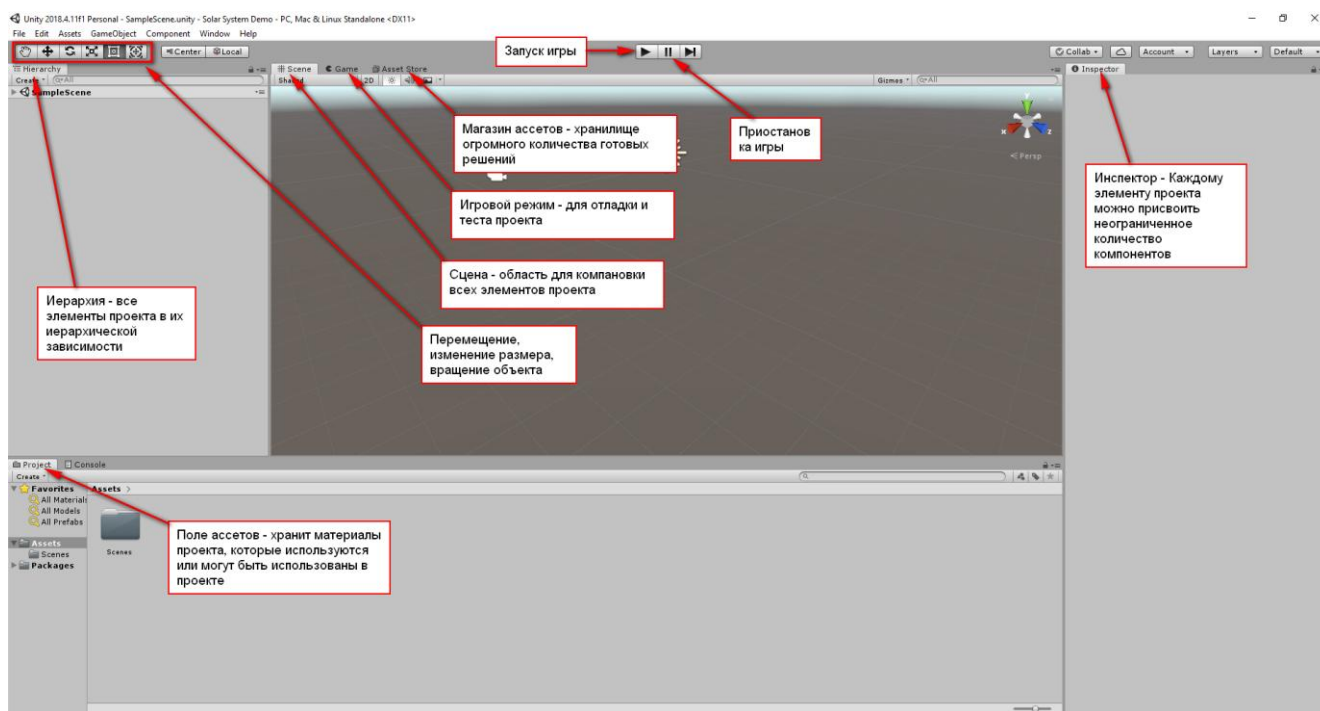 Unity 2018.4.11f1 Personal - SampleScene.unity - Solar System Demo - PC, Mac & Linux Standalone <DX11>
File Edit Assets GameObject Component Window Help
Center Local
Запуск игры
Collab Account Layers Default
Hierarchy
Scene Game Asset Store
Inspector
All
2D
Gizmos All
SampleScene
y
x z
Persp
Магазин ассетов - хранилище
огромного количества готовых
решений
Приостанов
ка игры
Игровой режим - для отладки и
теста проекта
Инспектор - Каждому
элементу проекта
можно присвоить
неограниченное
количество
компонентов
Сцена - область для компановки
всех элементов проекта
Иерархия - все
элементы проекта в их
иерархической
зависимости
Перемещение,
изменение размера,
вращение объекта
Project Console
Create
Favorites
All Materials
All Models
All Prefabs
Assets
Scenes
Packages
Assets >
Scenes
Поле ассетов - хранит материалы
проекта, которые используются
или могут быть использованы в
проекте